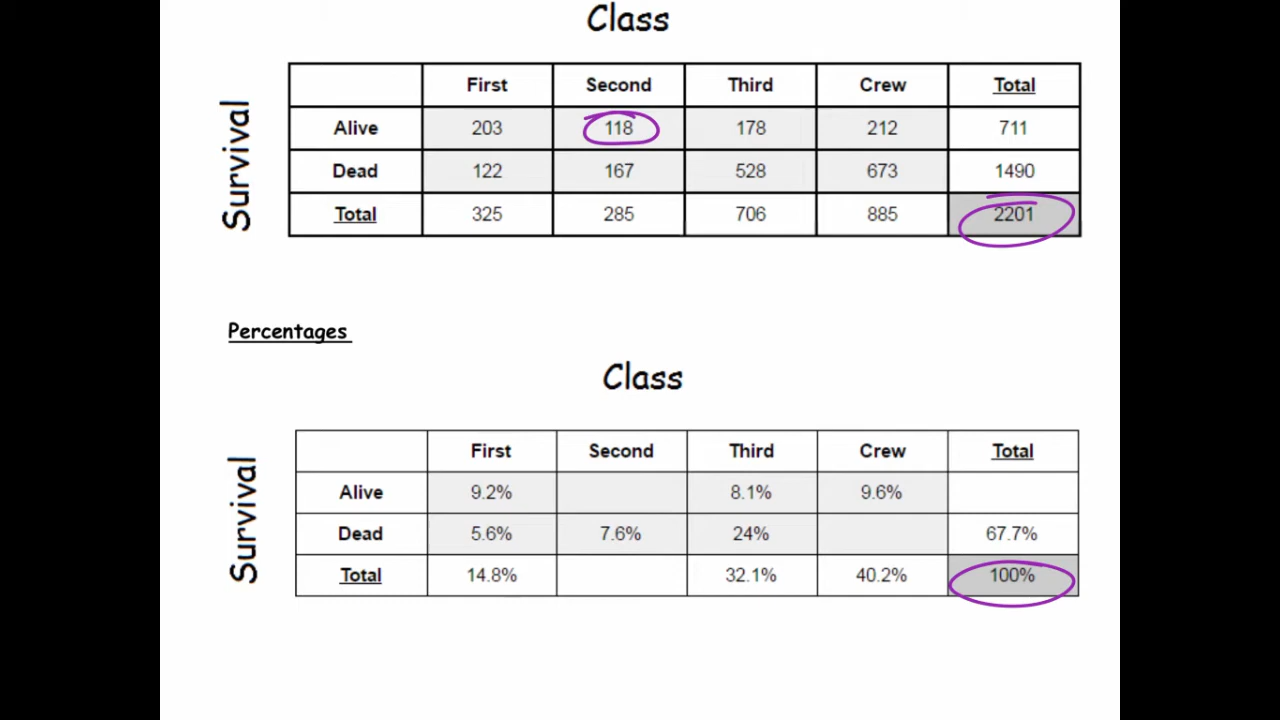 Class
Survival
First Second Third Crew Total
Alive 203 118 178 212 711
Dead 122 167 528 673 1490
Total 325 285 706 885 2201
Percentages
Class
Survival
First Second Third Crew Total
Alive 9.2% 8.1% 9.6%
Dead 5.6% 7.6% 24% 67.7%
Total 14.8% 32.1% 40.2% 100%